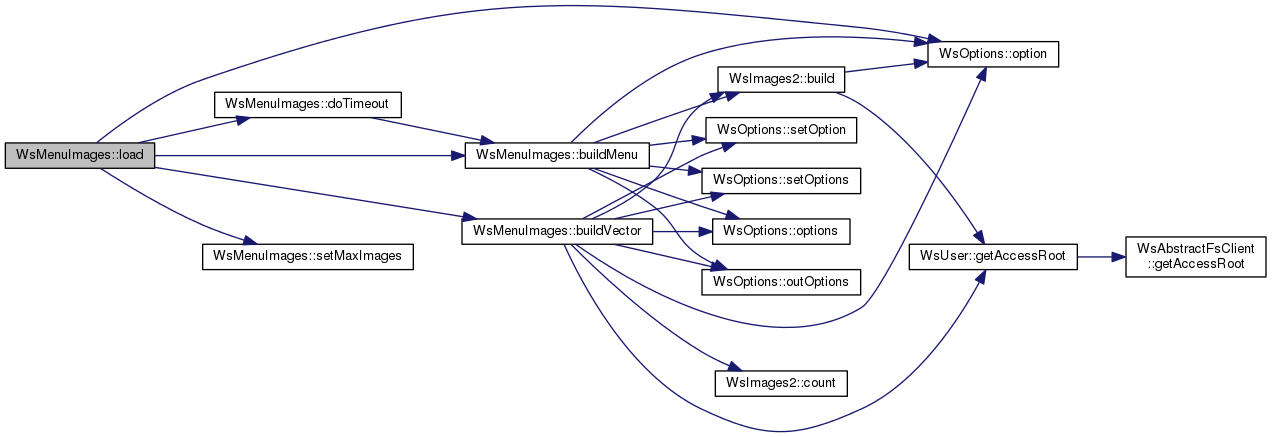 WsMenuImages::load
WsMenuImages::doTimeout
WsMenuImages::setMaxImages
WsMenuImages::buildMenu
WsMenuImages::buildVector
WsImages2::build
WsOptions::setOption
WsOptions::setOptions
WsOptions::options
WsOptions::outOptions
WsImages2::count
WsOptions::option
WsUser::getAccessRoot
WsAbstractFsClient
::getAccessRoot